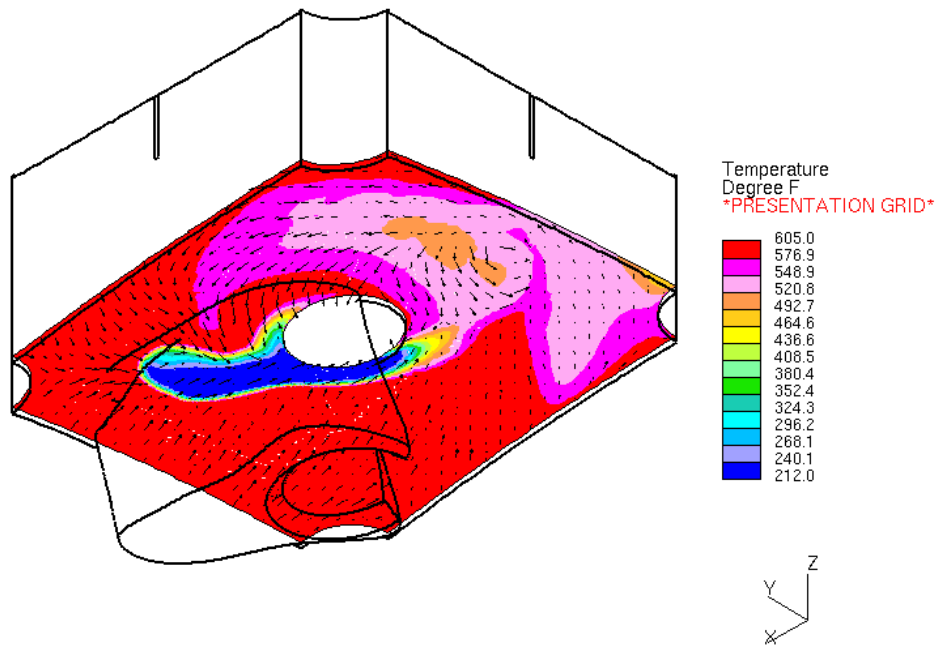 Temperature
Degree F
*PRESENTATION GRID*
605.0
576.9
548.9
520.8
492.7
464.6
436.6
408.5
380.4
352.4
324.3
296.2
268.1
240.1
212.0
Z
Y
X